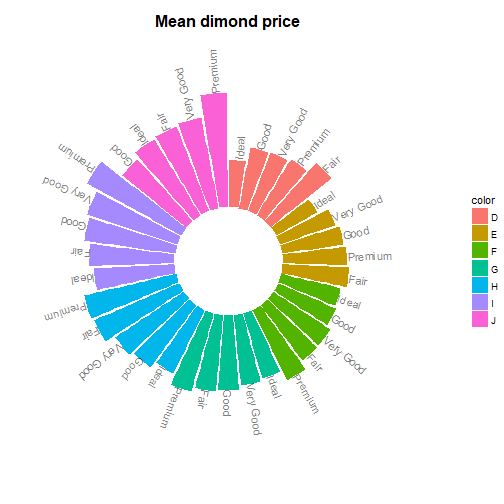 Mean dimond price
Ideal
Good
Very Good
Premium
Fair
Ideal
Very Good
Good
Premium
Fair
Ideal
Good
Very Good
Fair
Premium
Ideal
Very Good
Good
Fair
Premium
Ideal
Good
Very Good
Fair
Premium
Ideal
Fair
Good
Very Good
Premium
Good
Ideal
Fair
Very Good
Premium
color
D
E
F
G
H
I
J